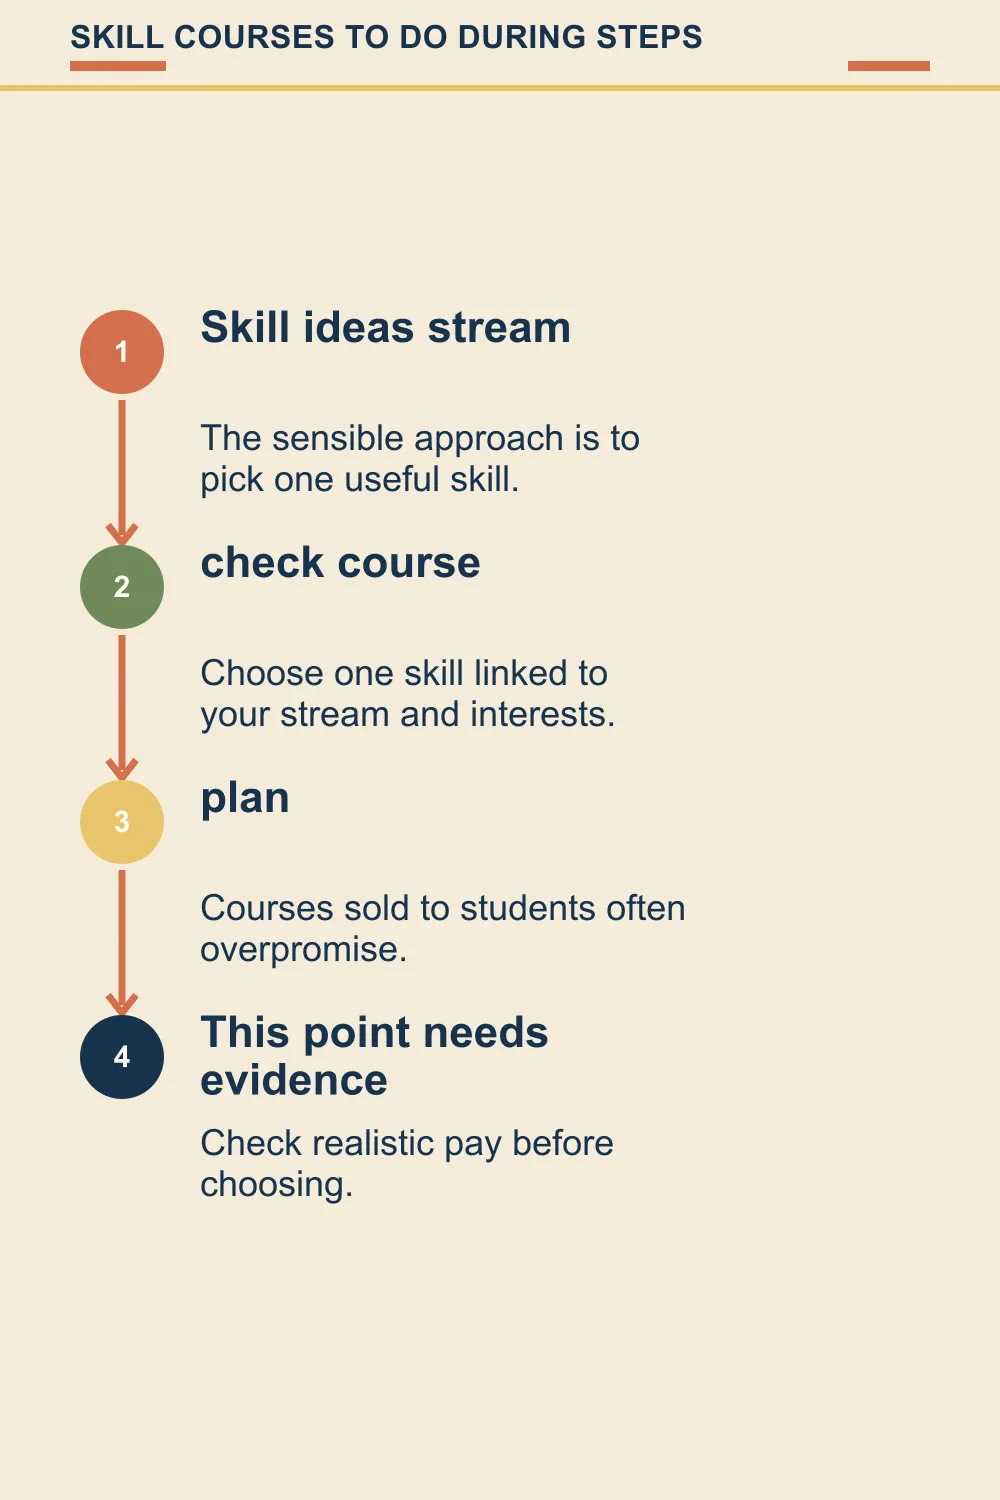 SKILL COURSES TO DO DURING STEPS
1
Skill ideas stream
The sensible approach is to
pick one useful skill.
2
check course
Choose one skill linked to
your stream and interests.
3
plan
Courses sold to students often
overpromise.
4
This point needs
evidence
Check realistic pay before
choosing.